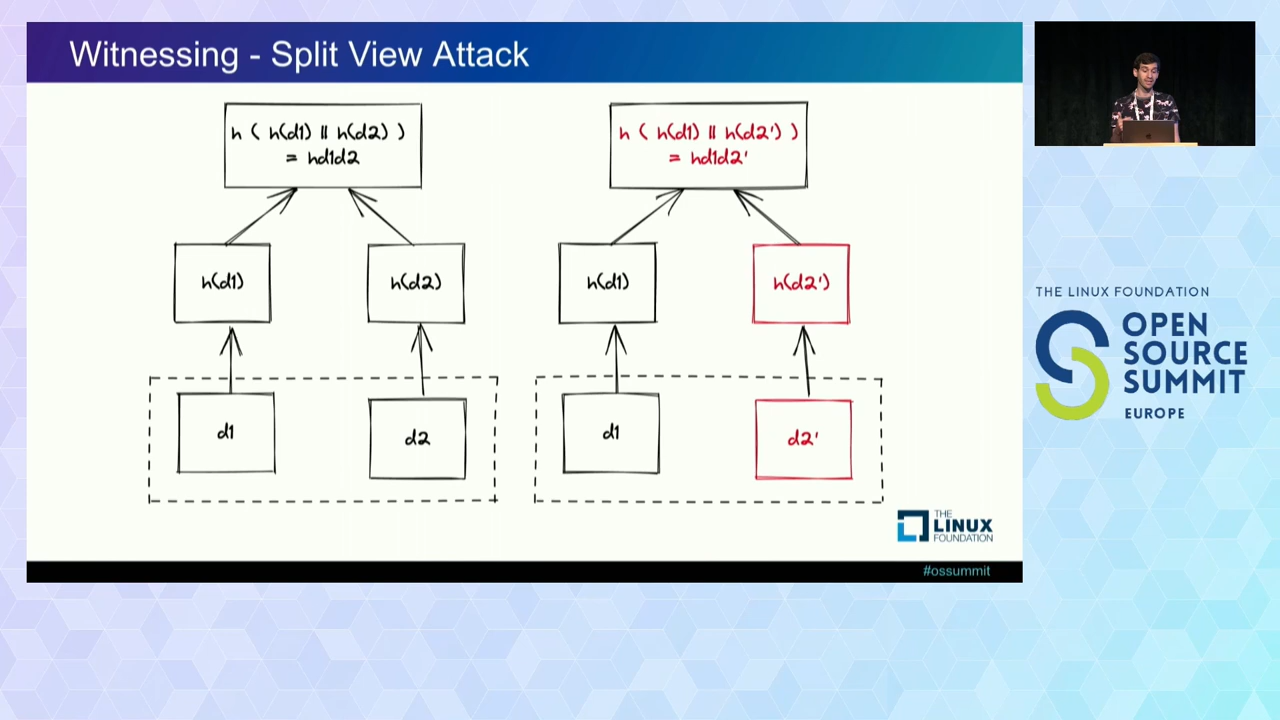 Witnessing - Split View Attack
h ( h(d1) || h(d2) )
= hd1d2
h ( h(d1) || h(d2') )
= hd1d2'
h(d1)
h(d2)
h(d1)
h(d2')
d1
d2
d1
d2'
THE
LINUX
FOUNDATION
#ossummit
THE LINUX FOUNDATION
OPEN
SOURCE
SUMMIT
EUROPE